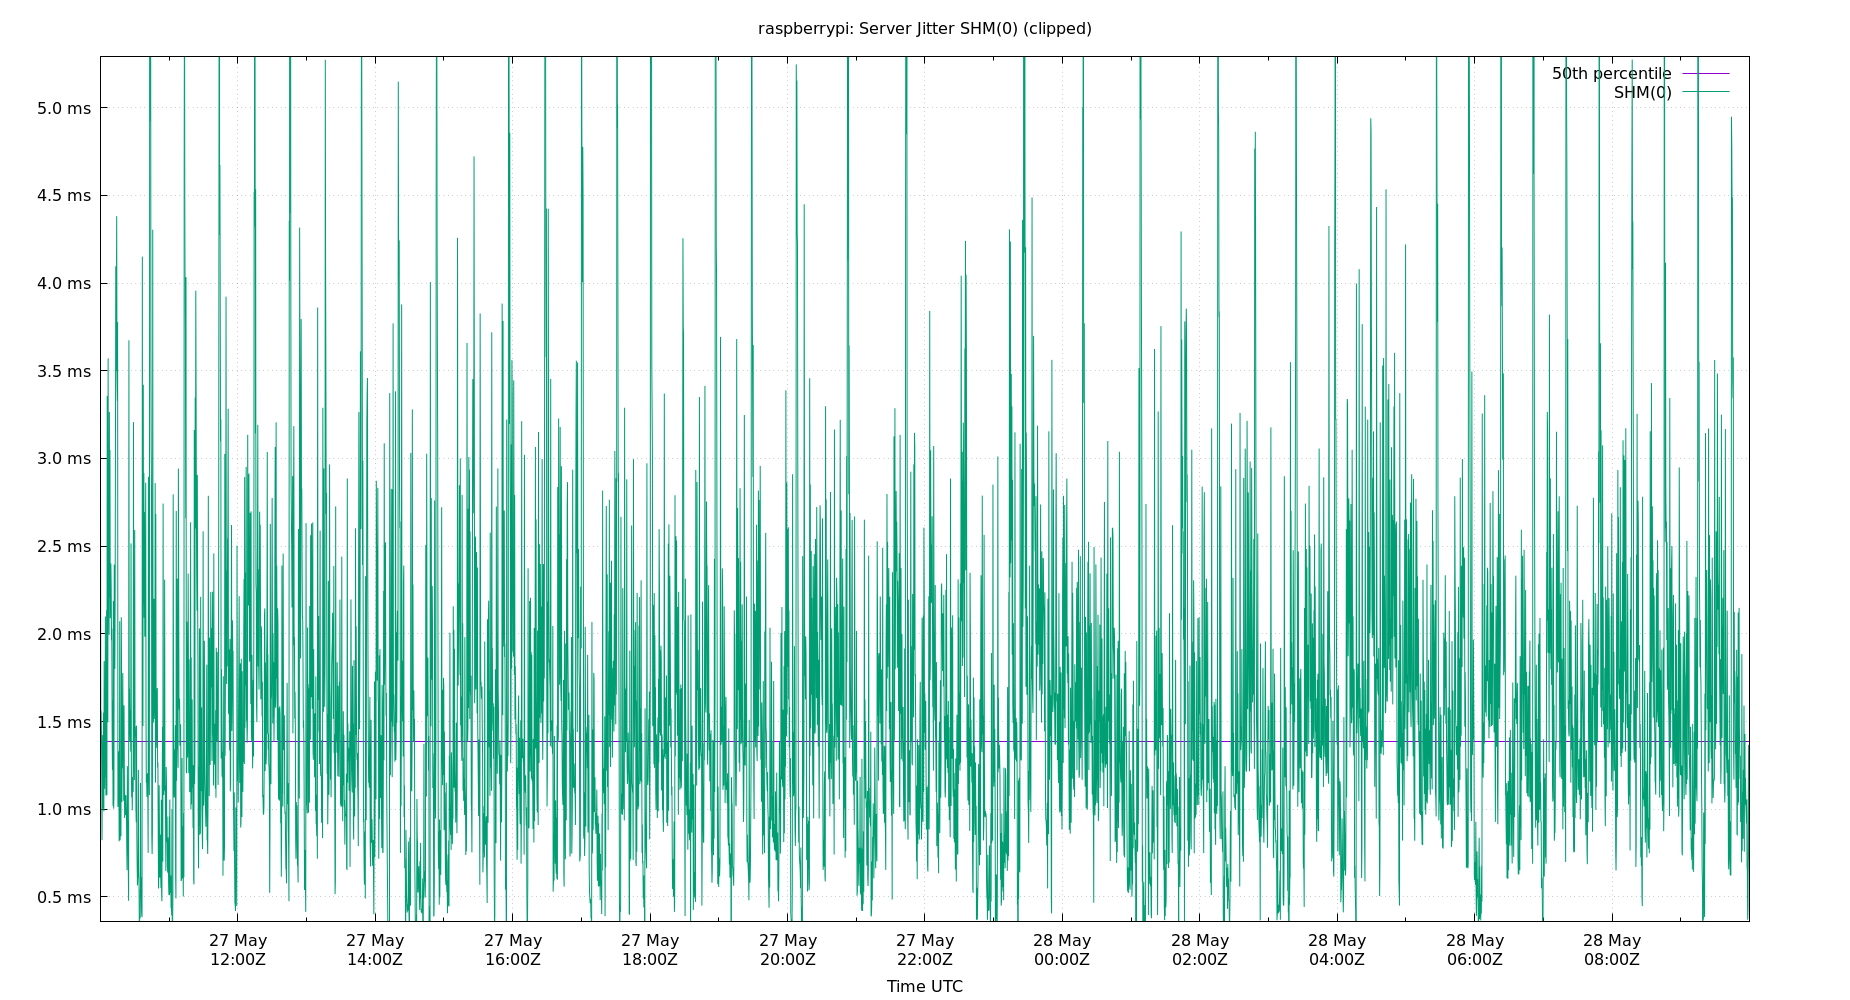 raspberrypi: Server Jitter SHM(0) (clipped)
50th percentile
SHM(0)
5.0 ms
4.5 ms
4.0 ms
3.5 ms
3.0 ms
2.5 ms
2.0 ms
1.5 ms
1.0 ms
0.5 ms
27 May 27 May 27 May 27 May 27 May 27 May 28 May 28 May 28 May 28 May 28 May
12:00Z 14:00Z 16:00Z 18:00Z 20:00Z 22:00Z 00:00Z 02:00Z 04:00Z 06:00Z 08:00Z
Time UTC